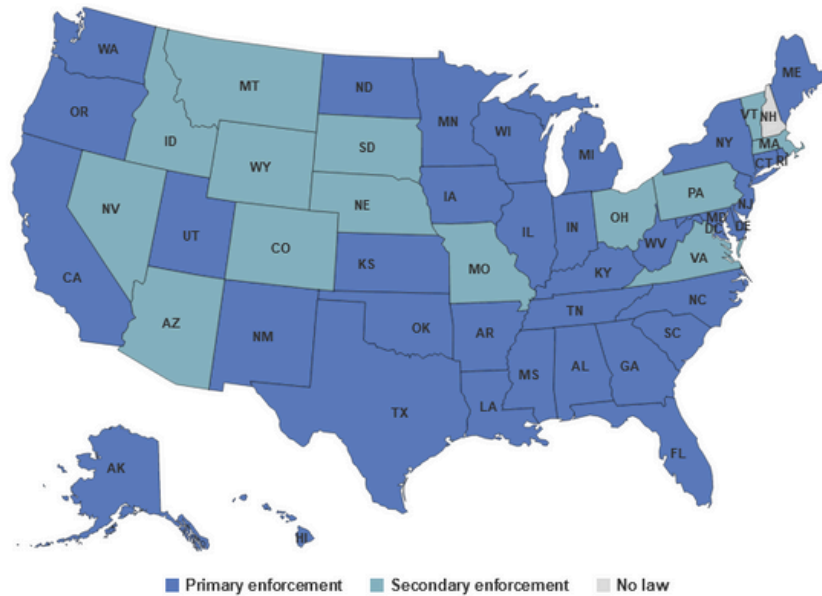 WA
MT
ND
ME
OR
MN
VT
NH
ID
SD
WI
NY
MA
WY
MI
CT
RI
IA
NE
PA
NV
OH
NJ
UT
IL
IN
MD
DE
CO
DC
CA
WV
KS
MO
VA
KY
AZ
NC
TN
NM
OK
AR
SC
MS
AL
GA
LA
TX
FL
AK
HI
Primary enforcement
Secondary enforcement
No law